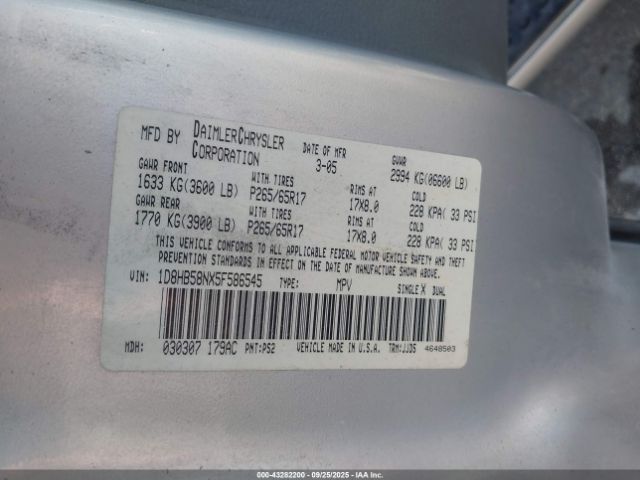 MFD BY DAIMLERCHRYSLER CORPORATION DATE OF MFR 3-05 GVWR 2994 KG(06600 LB)
GAWR FRONT WITH TIRES RIMS AT COLD
1633 KG(3600 LB) P265/65R17 17X8.0 228 KPA( 33 PSI
GAWR REAR WITH TIRES RIMS AT COLD
1770 KG(3900 LB) P265/65R17 17X8.0 228 KPA( 33 PSI
THIS VEHICLE CONFORMS TO ALL APPLICABLE FEDERAL MOTOR VEHICLE SAFETY AND THEFT
PREVENTION STANDARDS IN EFFECT ON THE DATE OF MANUFACTURE SHOWN ABOVE.
VIN: 1D8HB58NX5F586545 TYPE: MPV SINGLE X DUAL
MDH: 030307 179AC PNT:PS2 VEHICLE MADE IN U.S.A. TRM:JJD5 4648503
000-43282200 - 09/25/2025 - IAA Inc.